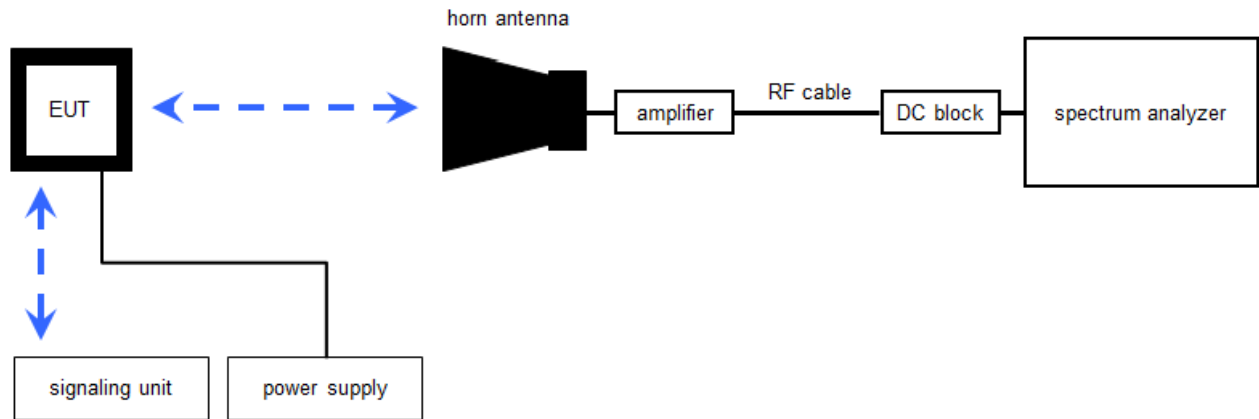 horn antenna
EUT
amplifier
RF cable
DC block
spectrum analyzer
signaling unit
power supply